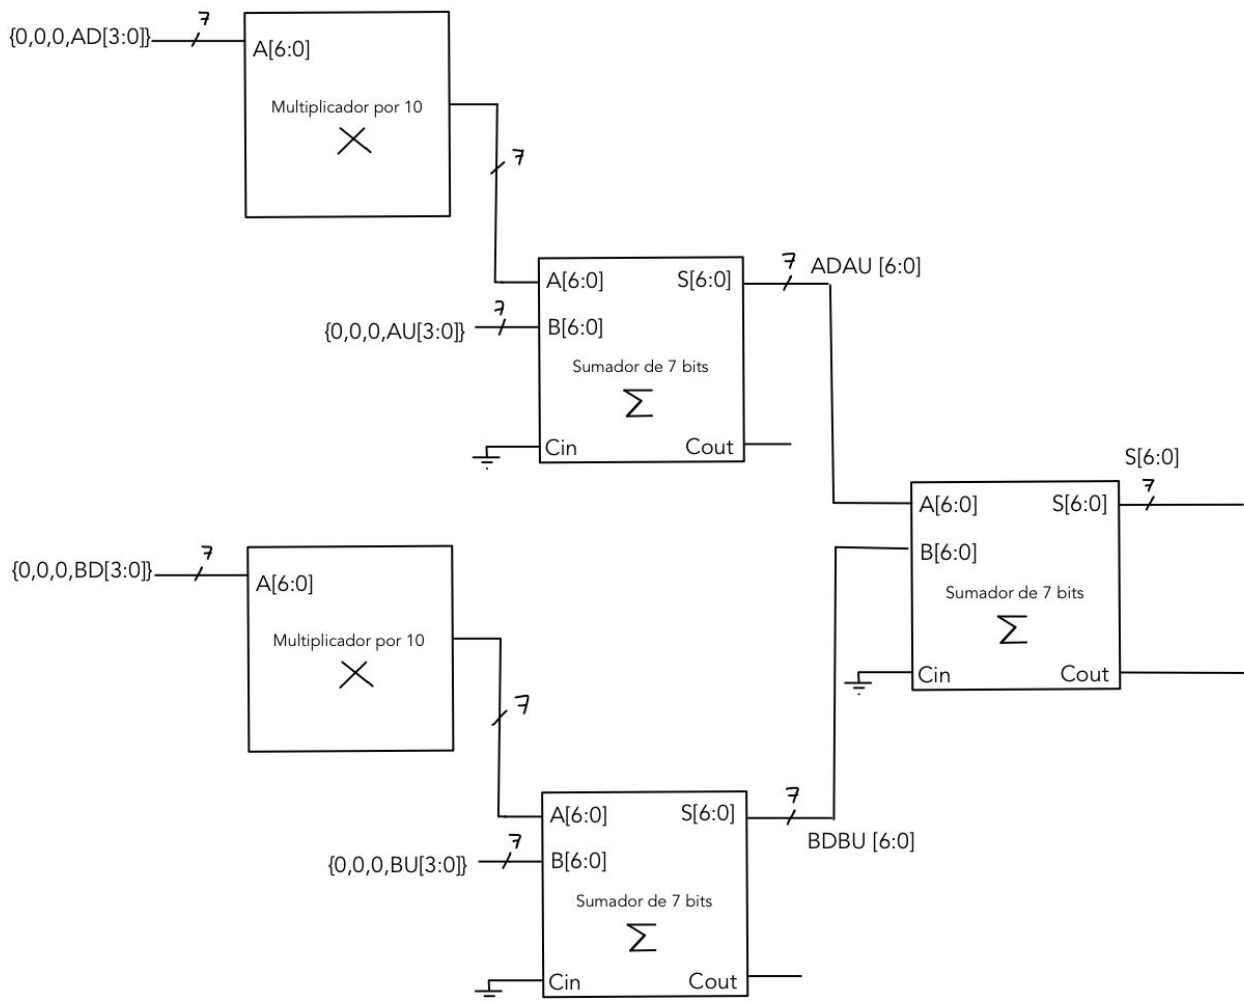 7
{0,0,0,AD[3:0]}
A[6:0]
Multiplicador por 10
7
A[6:0]
S[6:0]
7
ADAU [6:0]
7
{0,0,0,AU[3:0]}
B[6:0]
Sumador de 7 bits
Σ
Cin
Cout
S[6:0]
7
A[6:0]
S[6:0]
B[6:0]
Sumador de 7 bits
Σ
Cin
Cout
7
{0,0,0,BD[3:0]}
A[6:0]
Multiplicador por 10
7
A[6:0]
S[6:0]
7
BDBU [6:0]
7
{0,0,0,BU[3:0]}
B[6:0]
Sumador de 7 bits
Σ
Cin
Cout